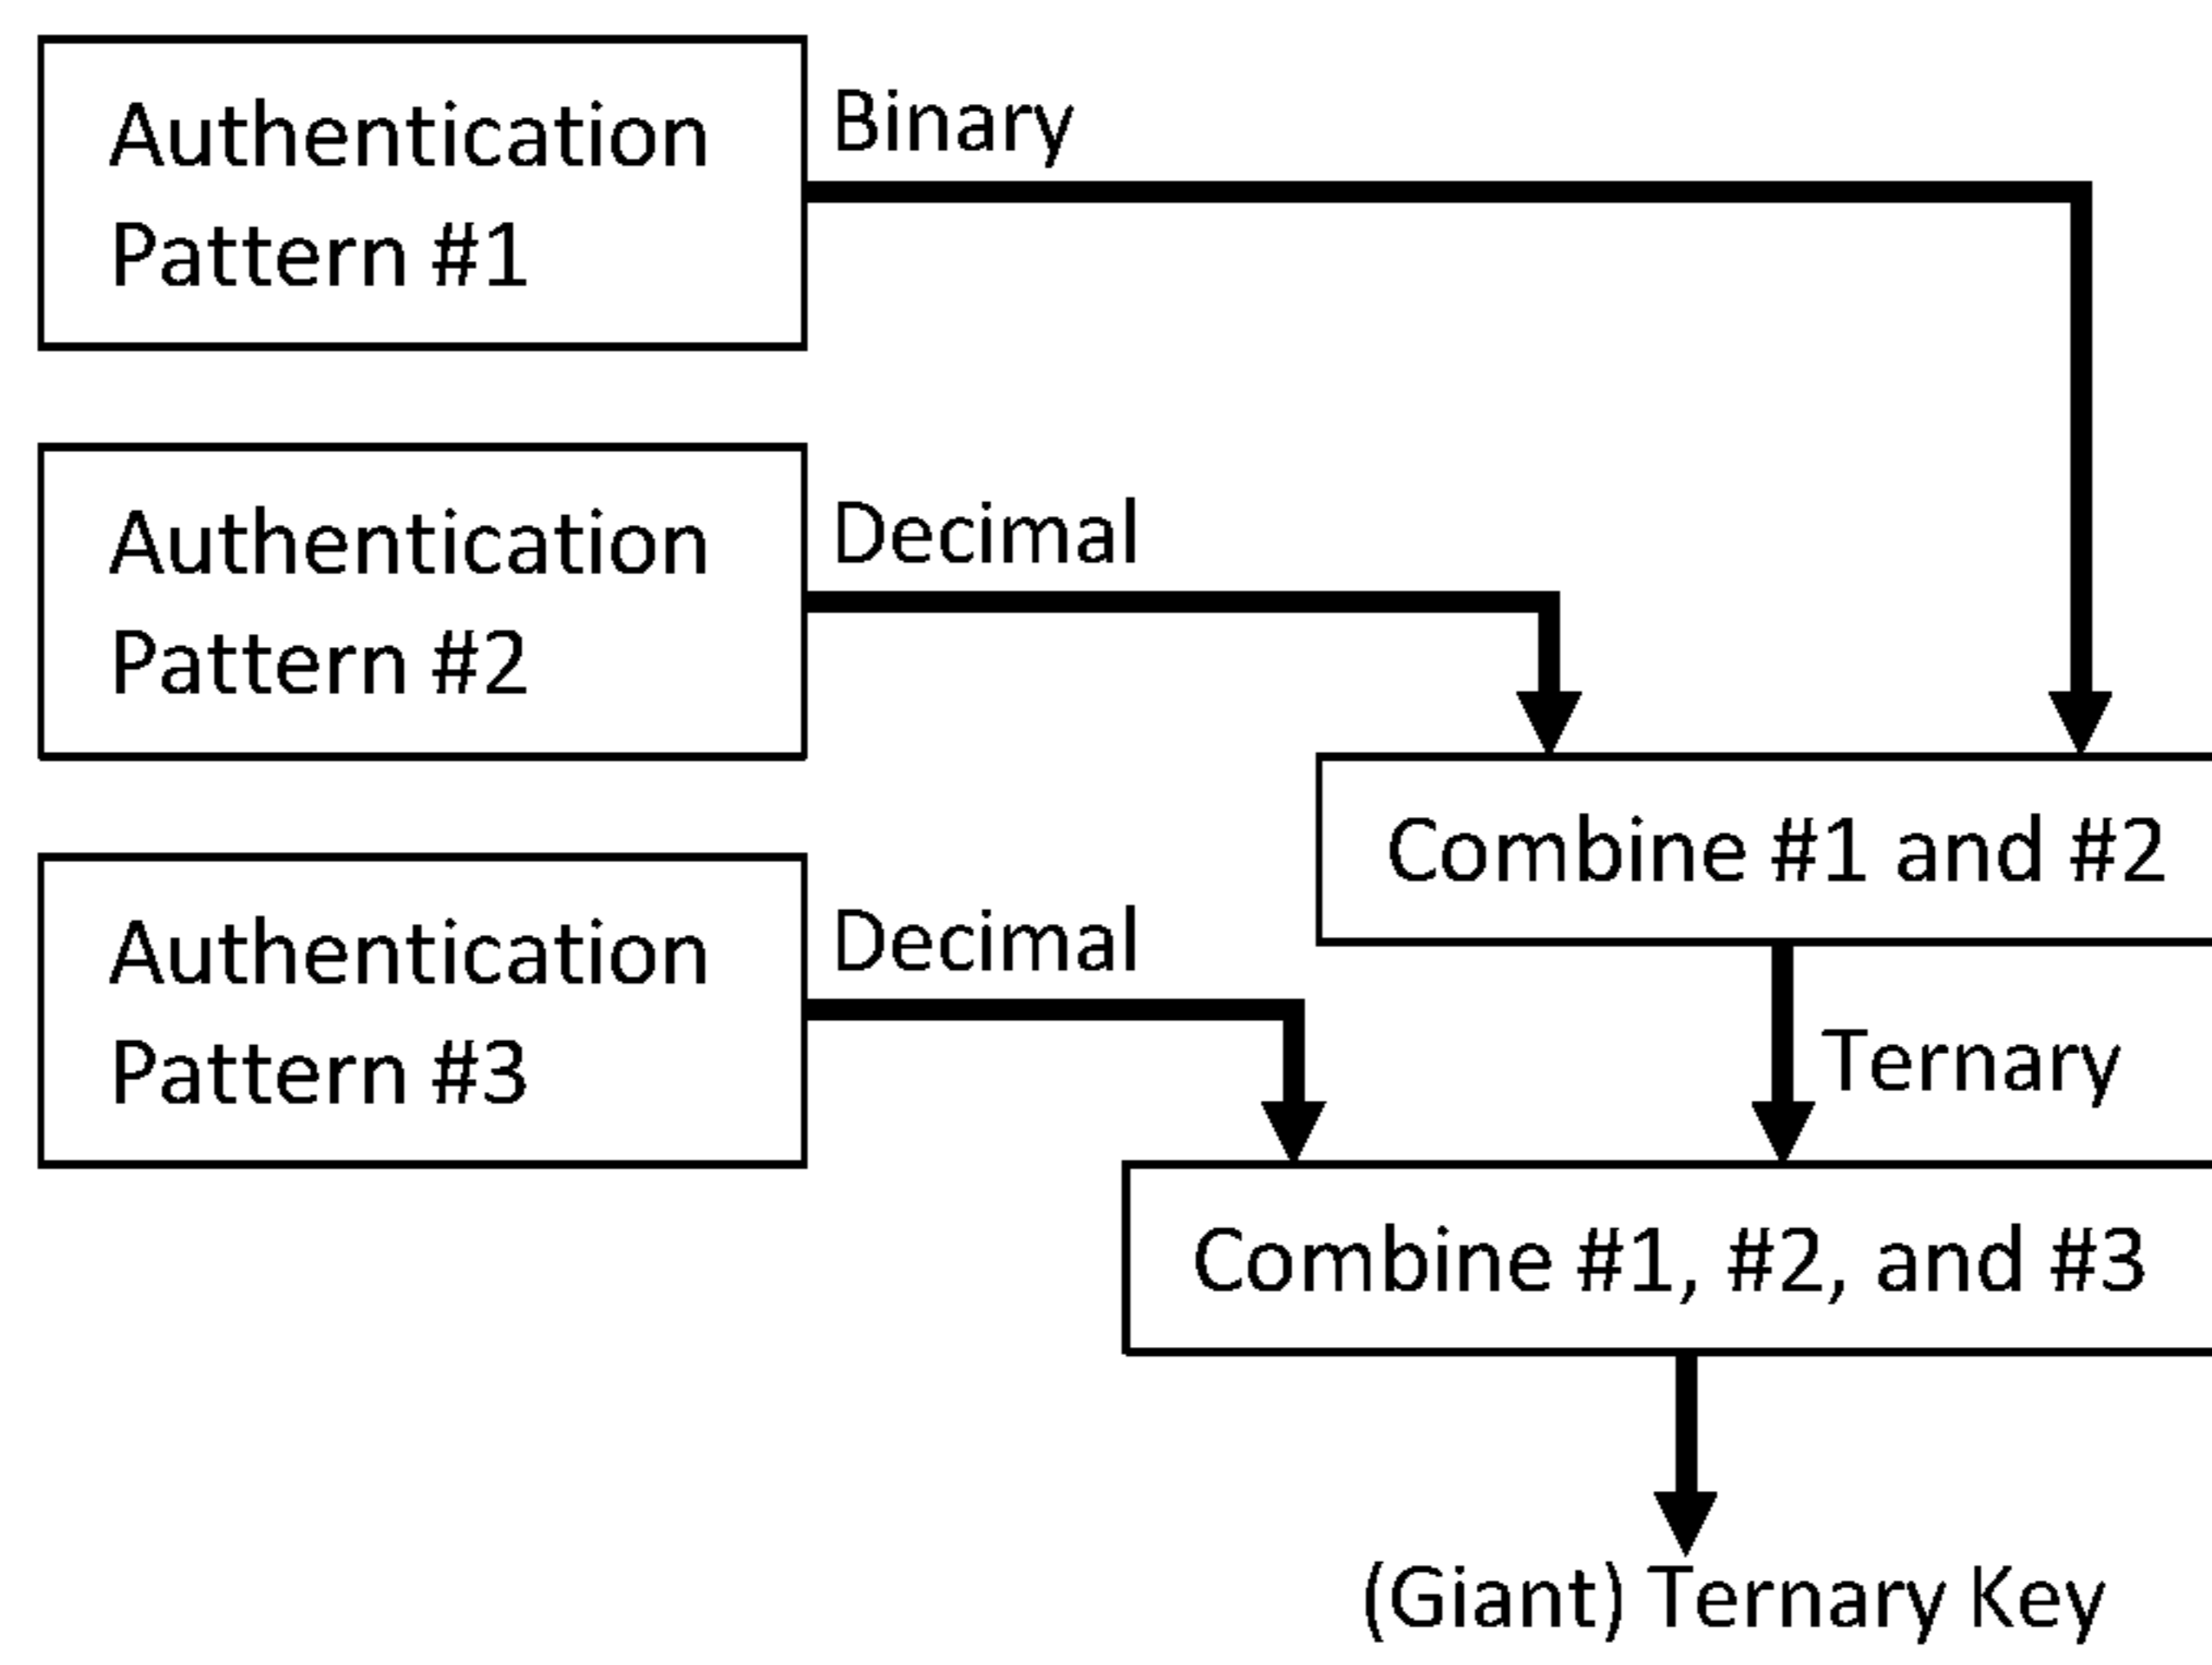 Authentication
Pattern #1
Binary
Authentication
Pattern #2
Decimal
Combine #1 and #2
Authentication
Pattern #3
Decimal
Ternary
Combine #1, #2, and #3
(Giant) Ternary Key